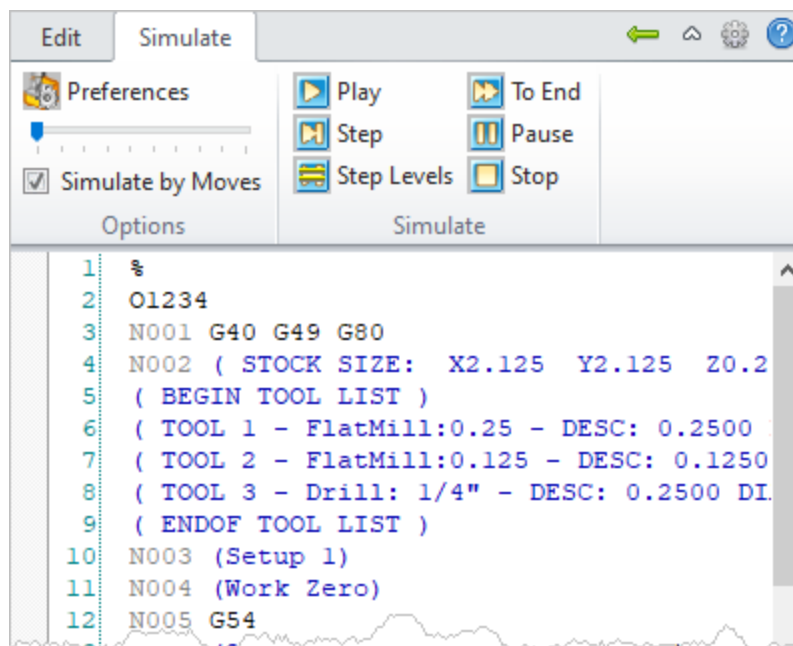 Edit Simulate ?
Preferences
Simulate by Moves
Options
Play To End
Step Pause
Step Levels Stop
Simulate
1 %
2 O1234
3 N001 G40 G49 G80
4 N002 ( STOCK SIZE: X2.125 Y2.125 Z0.2
5 ( BEGIN TOOL LIST )
6 ( TOOL 1 - FlatMill:0.25 - DESC: 0.2500
7 ( TOOL 2 - FlatMill:0.125 - DESC: 0.1250
8 ( TOOL 3 - Drill: 1/4" - DESC: 0.2500 DI
9 ( ENDOF TOOL LIST )
10 N003 (Setup 1)
11 N004 (Work Zero)
12 N005 G54